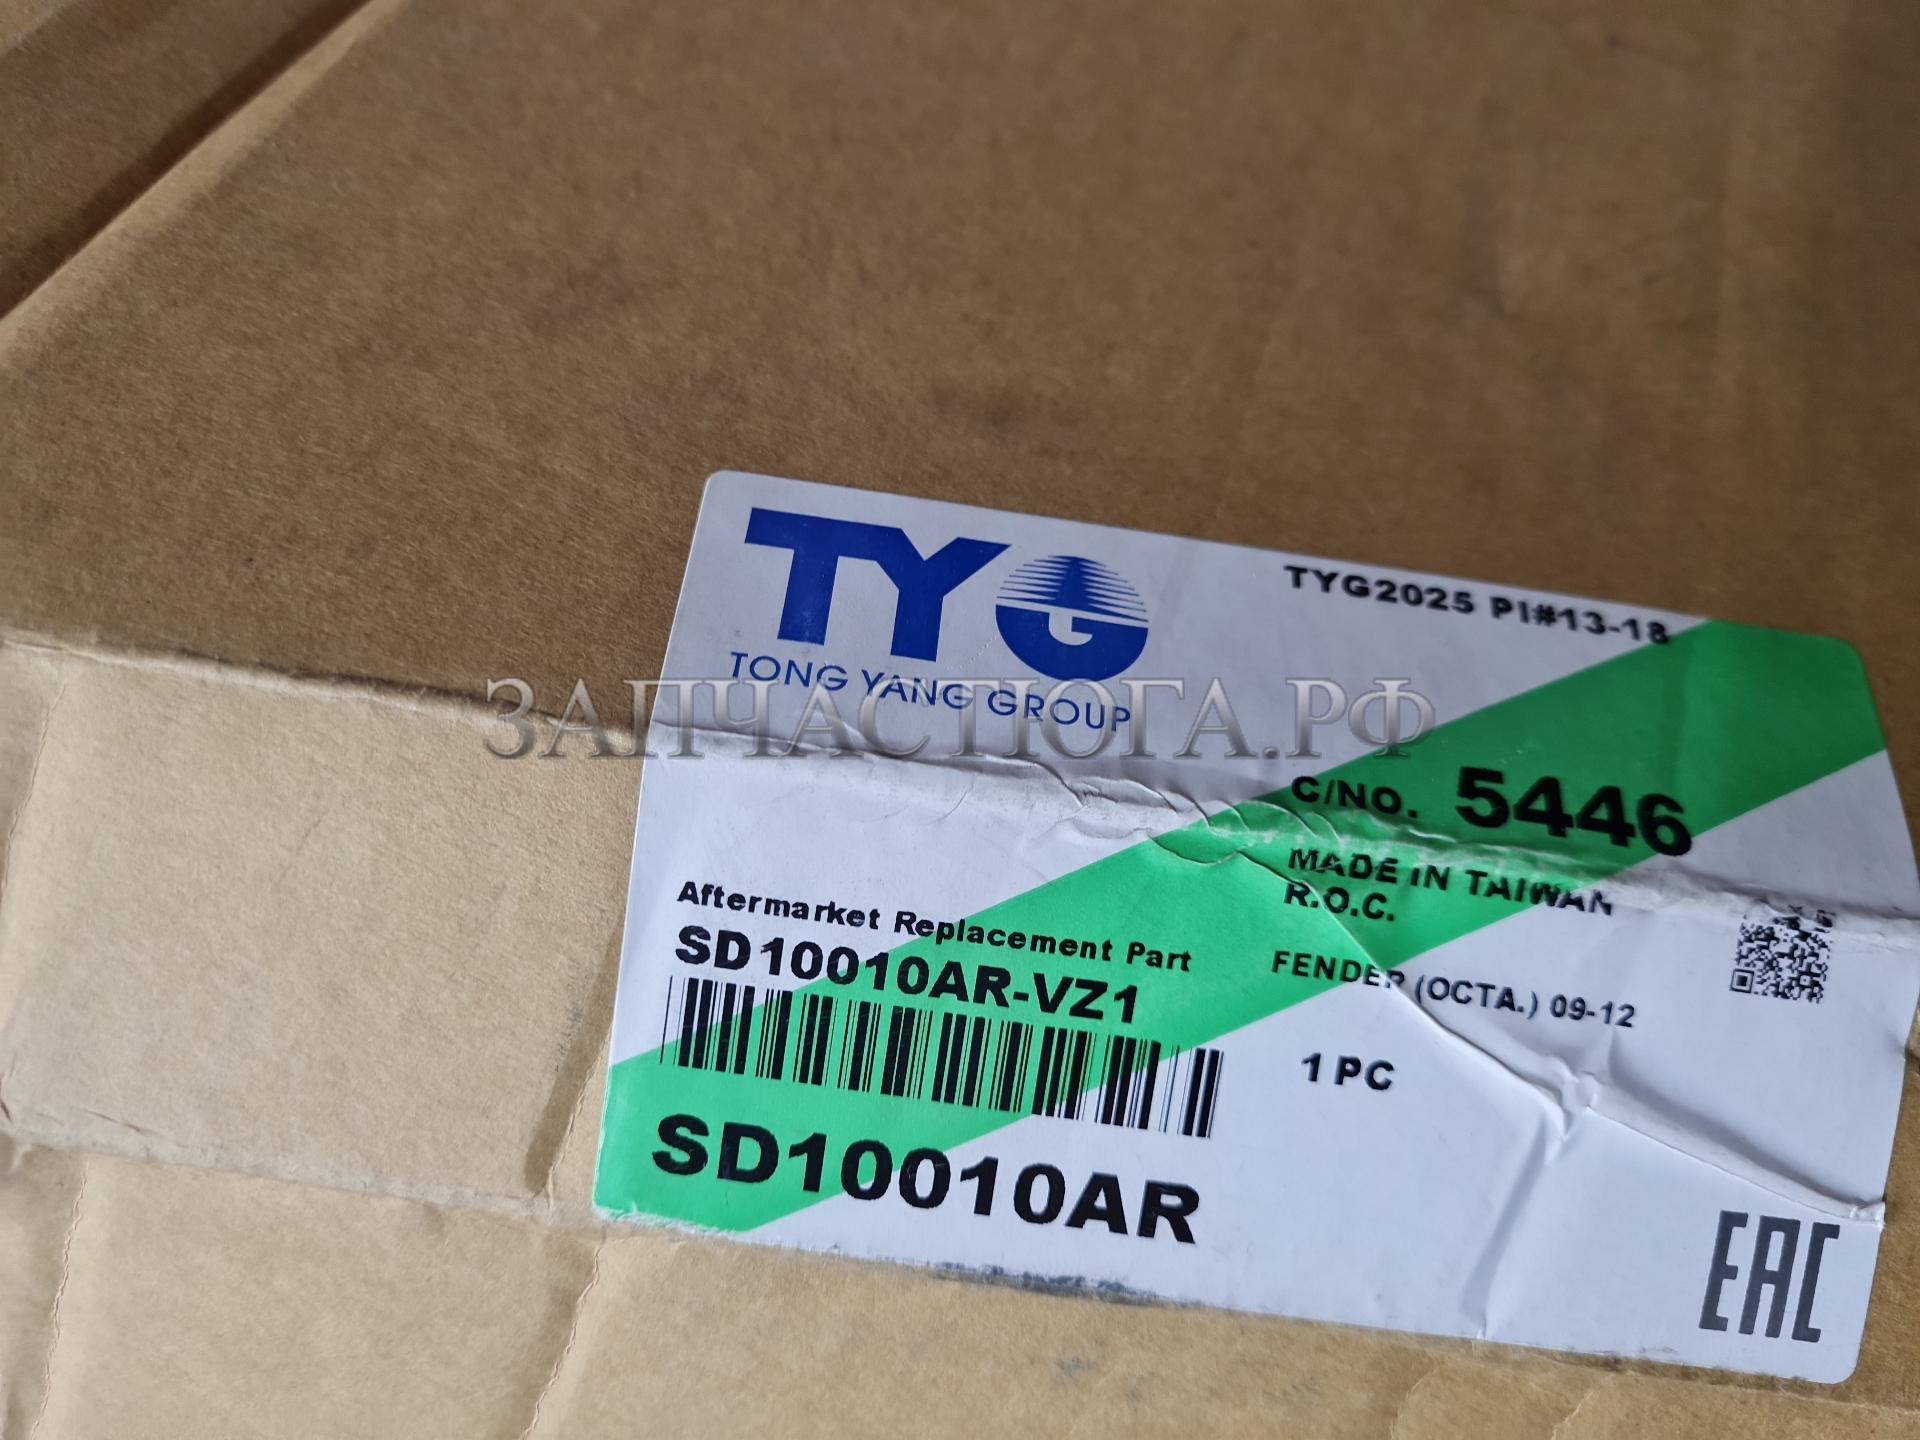 TYG
TONG YANG GROUP
TYG2025 PI#13-18
ЗАПЧАСТЮГА.РФ
C/NO. 5446
MADE IN TAIWAN
R.O.C.
Aftermarket Replacement Part
SD10010AR-VZ1
FENDER (OCTA.) 09-12
1 PC
SD10010AR
EAC